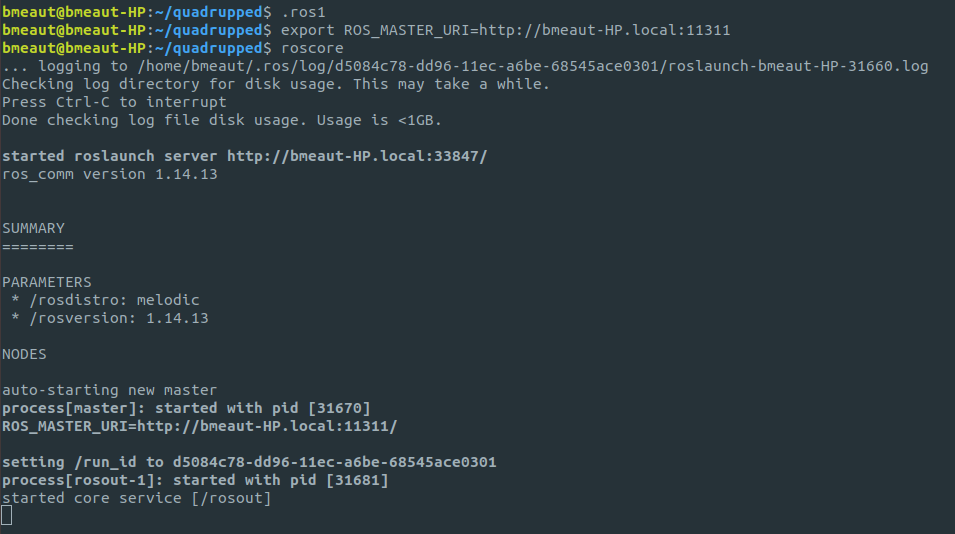 bmeaut@bmeaut-HP:~/quadrupped$ .ros1
bmeaut@bmeaut-HP:~/quadrupped$ export ROS_MASTER_URI=http://bmeaut-HP.local:11311
bmeaut@bmeaut-HP:~/quadrupped$ roscore
... logging to /home/bmeaut/.ros/log/d5084c78-dd96-11ec-a6be-68545ace0301/roslaunch-bmeaut-HP-31660.log
Checking log directory for disk usage. This may take a while.
Press Ctrl-C to interrupt
Done checking log file disk usage. Usage is <1GB.
started roslaunch server http://bmeaut-HP.local:33847/
ros_comm version 1.14.13
SUMMARY
========
PARAMETERS
 * /rosdistro: melodic
 * /rosversion: 1.14.13
NODES
auto-starting new master
process[master]: started with pid [31670]
ROS_MASTER_URI=http://bmeaut-HP.local:11311/
setting /run_id to d5084c78-dd96-11ec-a6be-68545ace0301
process[rosout-1]: started with pid [31681]
started core service [/rosout]